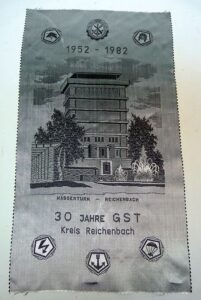 1952 - 1982
WASSERTURM - REICHENBACH
30 JAHRE GST
Kreis Reichenbach